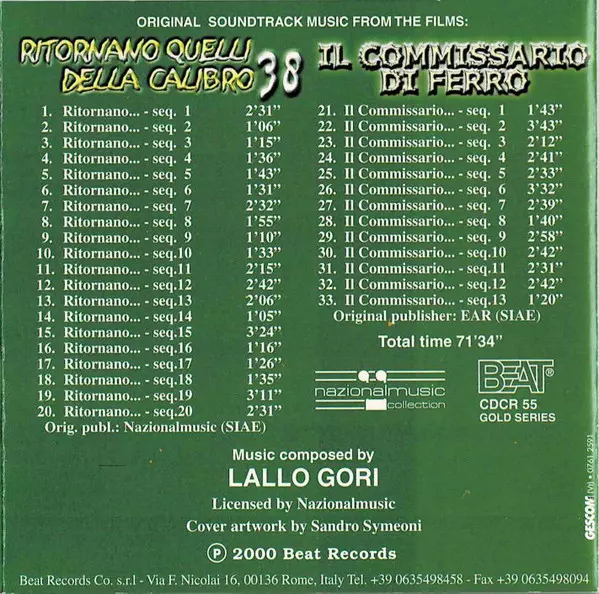 ORIGINAL SOUNDTRACK MUSIC FROM THE FILMS:
RITORNANO QUELLI
DELLA CALIBRO 38
1. Ritornano... - seq. 1 2'31"
2. Ritornano... - seq. 2 1'06"
3. Ritornano... - seq. 3 1'15"
4. Ritornano... - seq. 4 1'36"
5. Ritornano... - seq. 5 1'43"
6. Ritornano... - seq. 6 1'31"
7. Ritornano... - seq. 7 2'32"
8. Ritornano... - seq. 8 1'55"
9. Ritornano... - seq. 9 1'10"
10. Ritornano... - seq.10 1'33"
11. Ritornano... - seq.11 2'15"
12. Ritornano... - seq.12 2'42"
13. Ritornano... - seq.13 2'06"
14. Ritornano... - seq.14 1'05"
15. Ritornano... - seq.15 3'24"
16. Ritornano... - seq.16 1'16"
17. Ritornano... - seq.17 1'26"
18. Ritornano... - seq.18 1'35"
19. Ritornano... - seq.19 3'11"
20. Ritornano... - seq.20 2'31"
Orig. publ.: Nazionalmusic (SIAE)
IL COMMISSARIO
DI FERRO
21. Il Commissario... - seq. 1 1'43"
22. Il Commissario... - seq. 2 3'43"
23. Il Commissario... - seq. 3 2'12"
24. Il Commissario... - seq. 4 2'41"
25. Il Commissario... - seq. 5 2'33"
26. Il Commissario... - seq. 6 3'32"
27. Il Commissario... - seq. 7 2'39"
28. Il Commissario... - seq. 8 1'40"
29. Il Commissario... - seq. 9 2'58"
30. Il Commissario... - seq.10 2'42"
31. Il Commissario... - seq.11 2'31"
32. Il Commissario... - seq.12 2'42"
33. Il Commissario... - seq.13 1'20"
Original publisher: EAR (SIAE)
Total time 71'34"
nazionalmusic
collection
BEAT®
CDCR 55
GOLD SERIES
Music composed by
LALLO GORI
Licensed by Nazionalmusic
Cover artwork by Sandro Symeoni
℗ 2000 Beat Records
Beat Records Co. s.r.l - Via F. Nicolai 16, 00136 Rome, Italy Tel. +39 0635498458 - Fax +39 0635498094
GESCOM (Vi) • 0761 2591